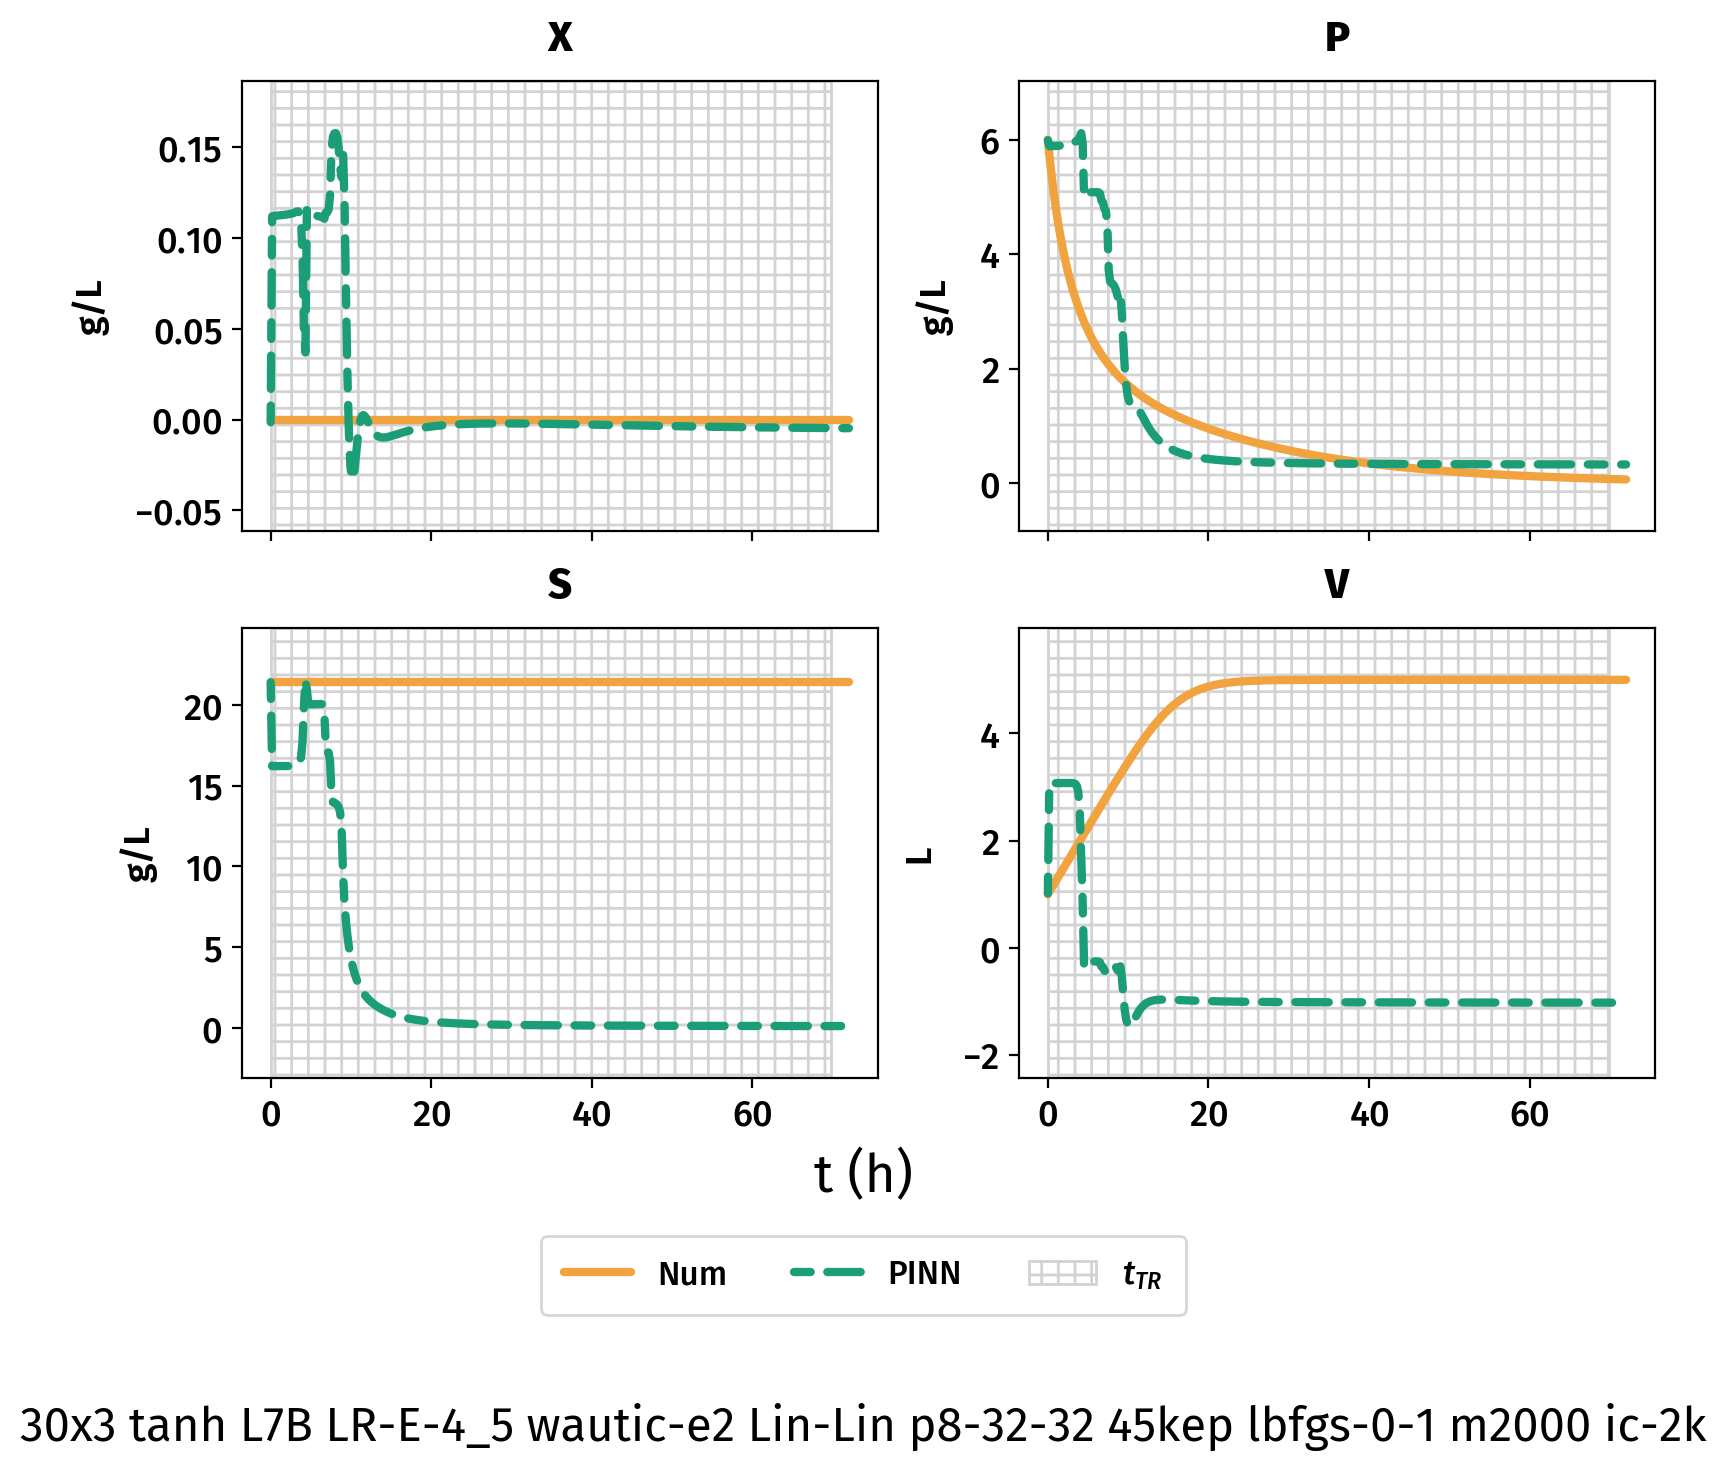 X
P
0.15
0.10
0.05
0.00
−0.05
g/L
6
4
2
0
g/L
S
V
20
15
10
5
0
g/L
4
2
0
−2
L
0 20 40 60
0 20 40 60
t (h)
Num PINN tTR
30x3 tanh L7B LR-E-4_5 wautic-e2 Lin-Lin p8-32-32 45kep lbfgs-0-1 m2000 ic-2k